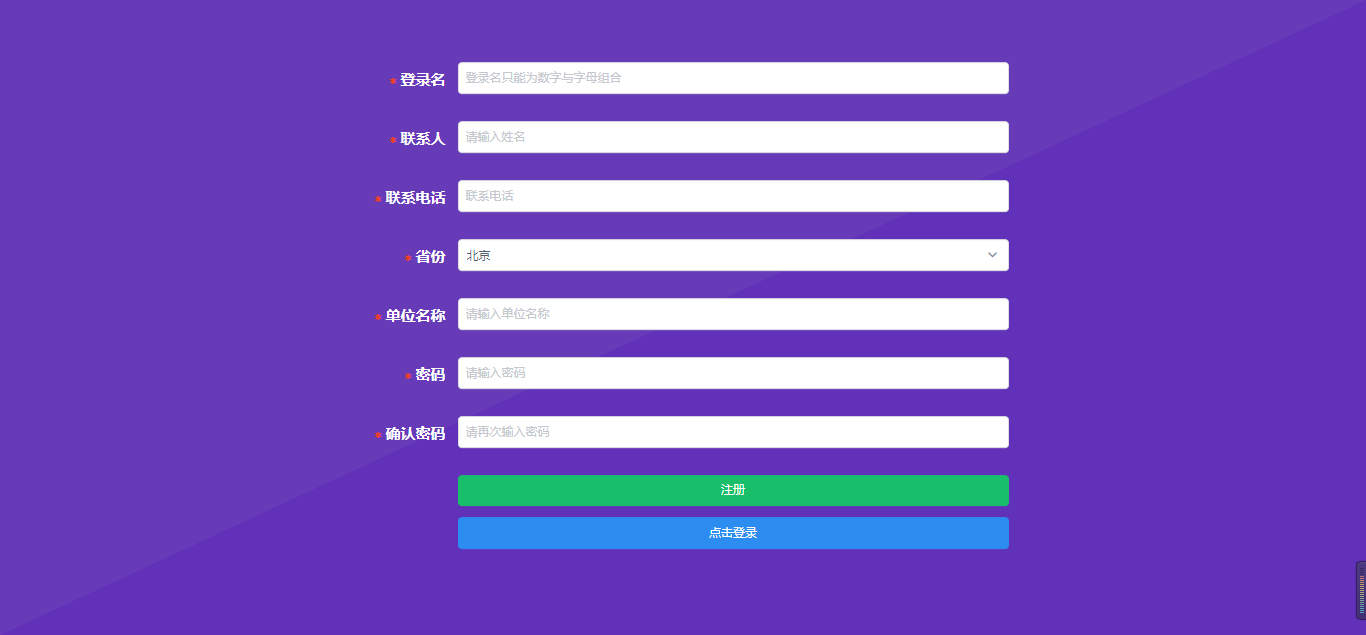 * 登录名 登录名只能为数字与字母组合
* 联系人 请输入姓名
* 联系电话 联系电话
* 省份 北京
* 单位名称 请输入单位名称
* 密码 请输入密码
* 确认密码 请再次输入密码
注册
点击登录